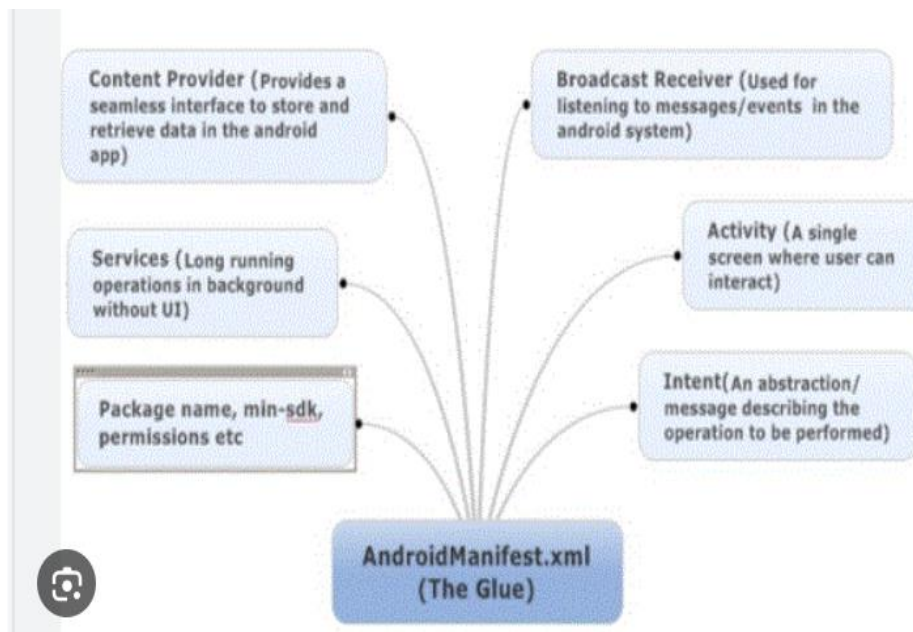 Content Provider (Provides a
seamless interface to store and
retrieve data in the android
app)
Broadcast Receiver (Used for
listening to messages/events in the
android system)
Services (Long running
operations in background
without UI)
Activity (A single
screen where user can
interact)
Package name, min-sdk,
permissions etc
Intent(An abstraction/
message describing the
operation to be performed)
AndroidManifest.xml
(The Glue)